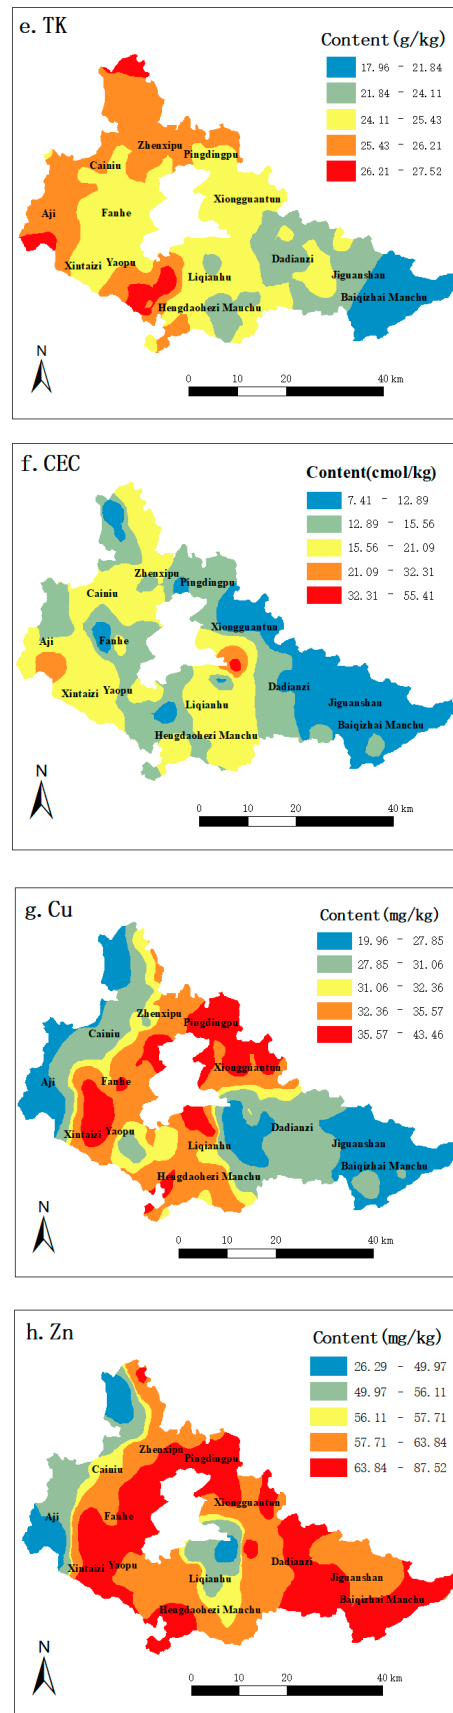 e. TK
Content(g/kg)
17.96 - 21.84
21.84 - 24.11
24.11 - 25.43
25.43 - 26.21
26.21 - 27.52
Zhenxipu
Pingdingpu
Cainiu
Xiongguantun
Aji
Fanhe
Dadianzi
Xintaizi
Yaopu
Liqianhu
Jiguanshan
Baiqizhai Manchu
Hengdaohezi Manchu
N
0 10 20 40 km
f. CEC
Content(cmol/kg)
7.41 - 12.89
12.89 - 15.56
15.56 - 21.09
21.09 - 32.31
32.31 - 55.41
Zhenxipu
Pingdingpu
Cainiu
Xiongguantun
Aji
Fanhe
Dadianzi
Xintaizi
Yaopu
Liqianhu
Jiguanshan
Baiqizhai Manchu
Hengdaohezi Manchu
N
0 10 20 40 km
g. Cu
Content(mg/kg)
19.96 - 27.85
27.85 - 31.06
31.06 - 32.36
32.36 - 35.57
35.57 - 43.46
Zhenxipu
Pingdingpu
Cainiu
Xiongguantun
Aji
Fanhe
Dadianzi
Xintaizi
Yaopu
Liqianhu
Jiguanshan
Baiqizhai Manchu
Hengdaohezi Manchu
N
0 10 20 40 km
h. Zn
Content(mg/kg)
26.29 - 49.97
49.97 - 56.11
56.11 - 57.71
57.71 - 63.84
63.84 - 87.52
Zhenxipu
Pingdingpu
Cainiu
Xiongguantun
Aji
Fanhe
Dadianzi
Xintaizi
Yaopu
Liqianhu
Jiguanshan
Baiqizhai Manchu
Hengdaohezi Manchu
N
0 10 20 40 km